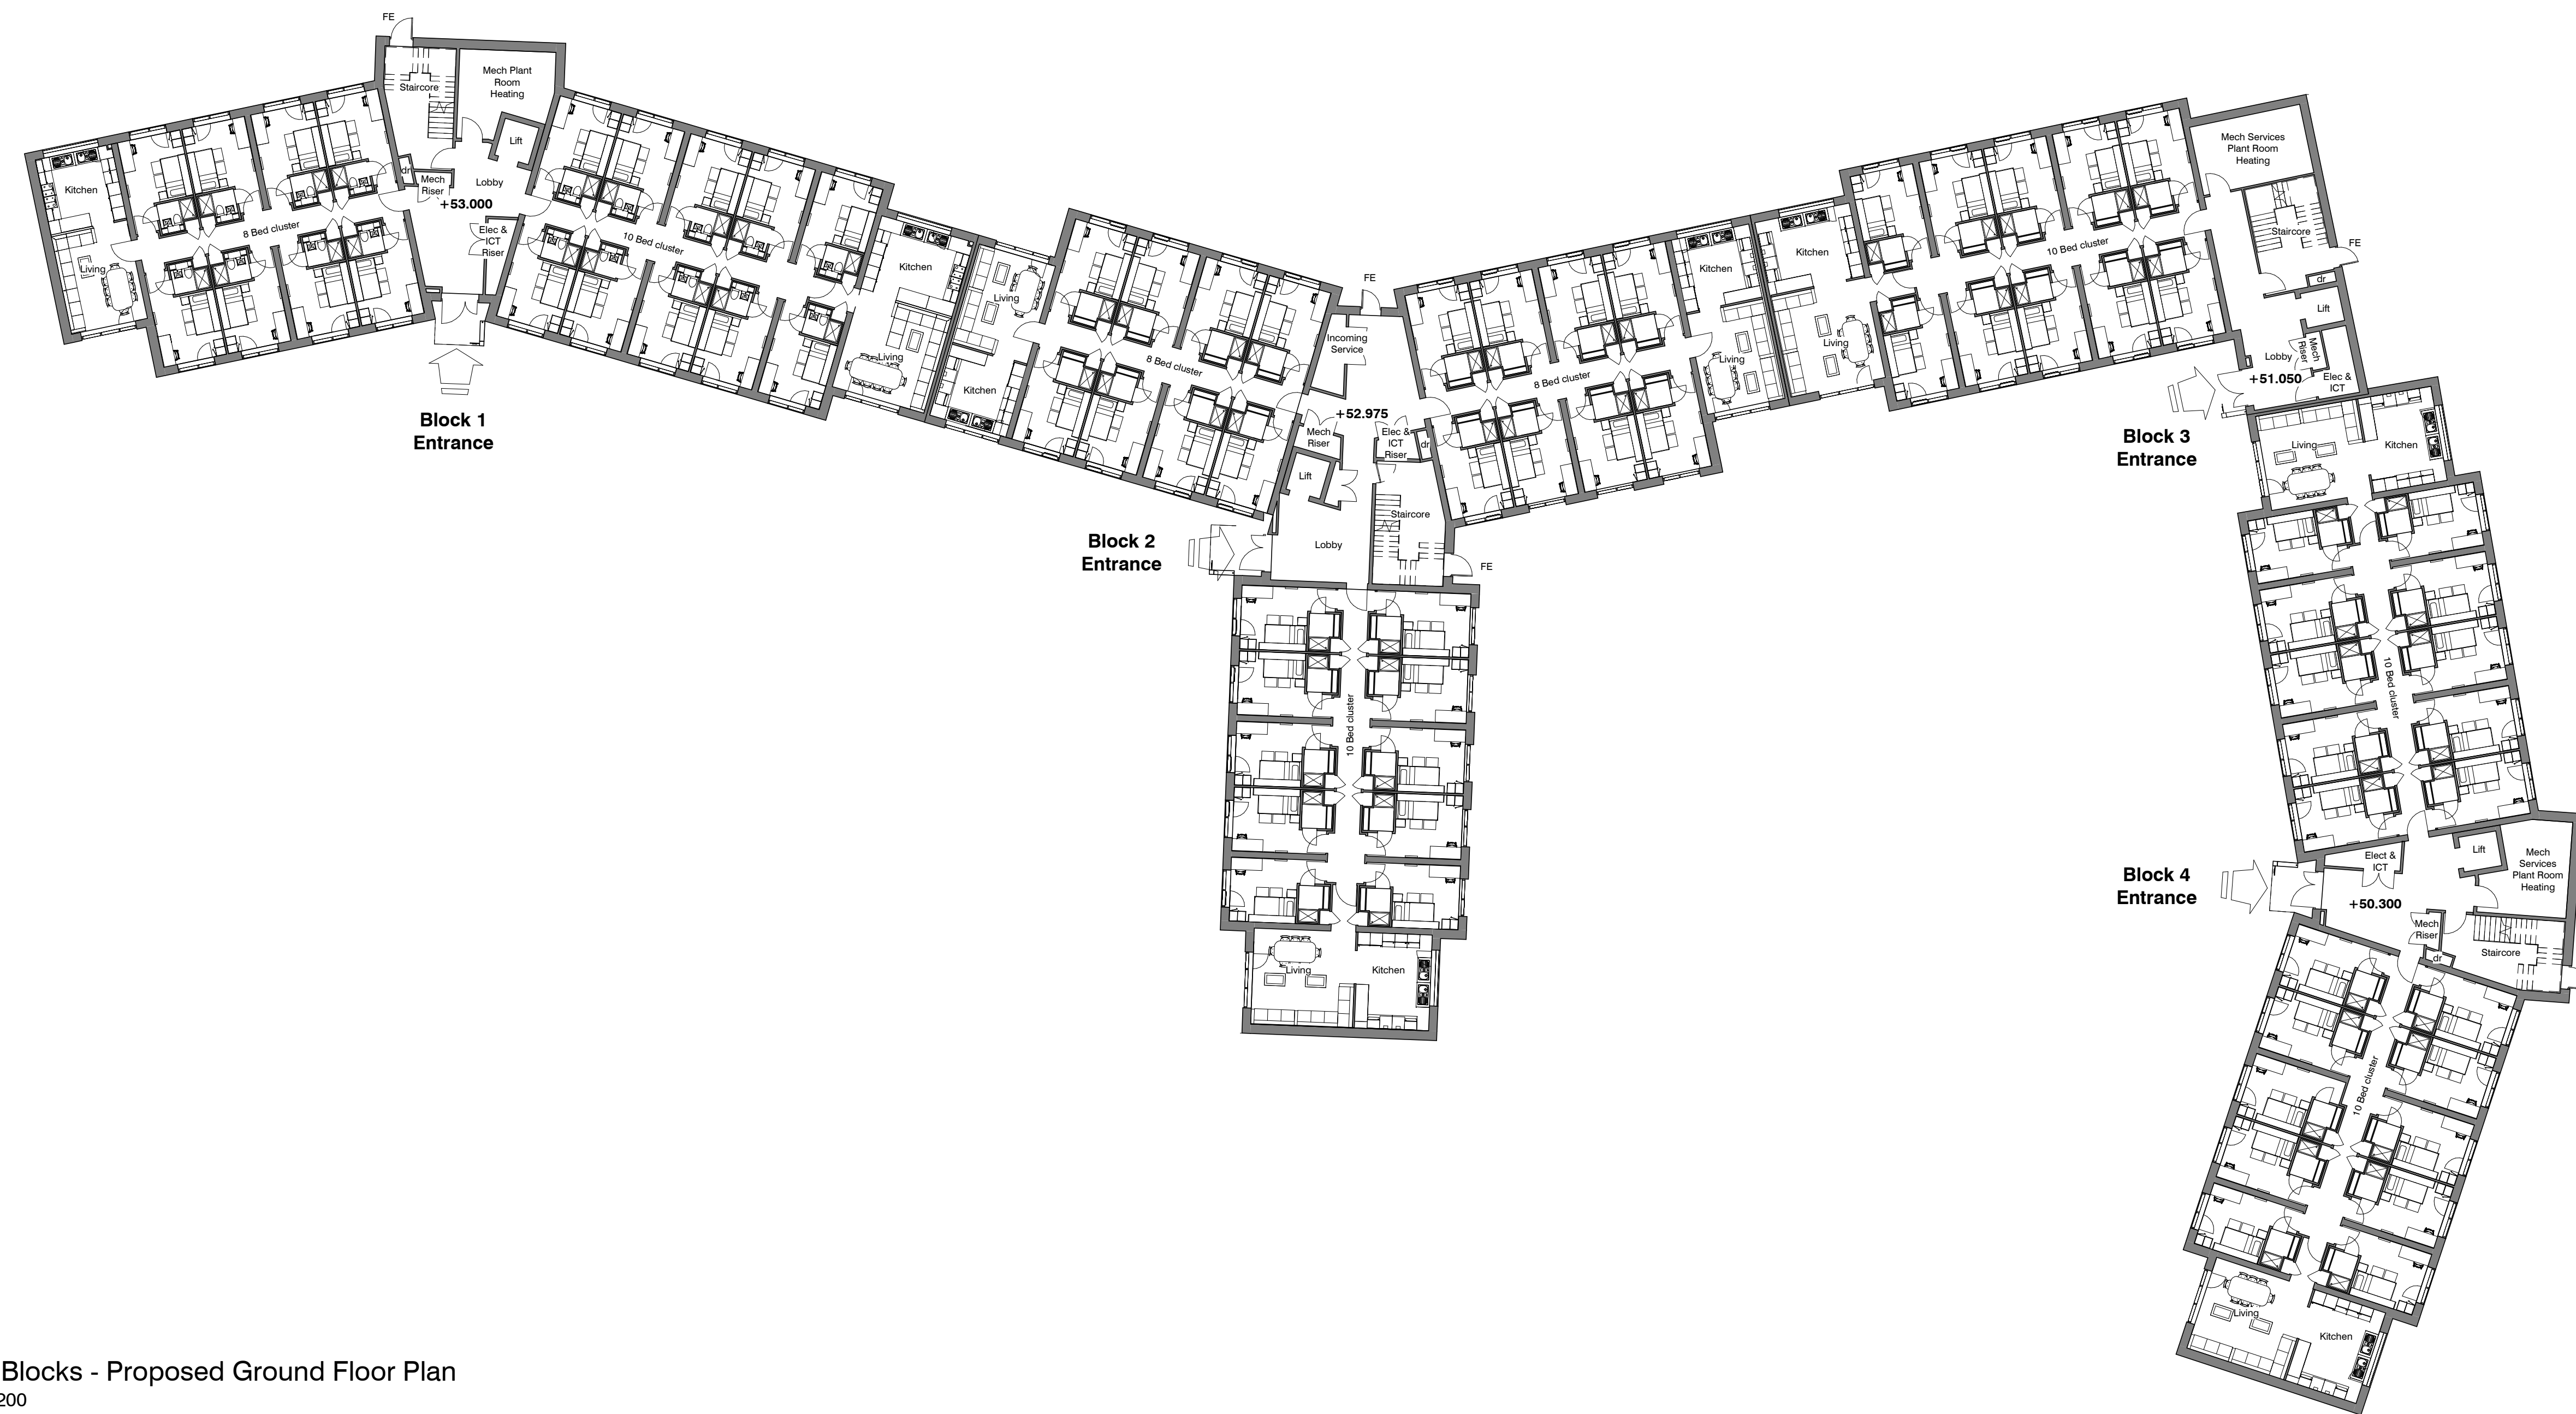 FE
Staircore
Mech Plant
Room
Heating
Lift
Kitchen
dr
Mech
Riser
Lobby
+53.000
8 Bed cluster
Elec &
ICT
Riser
10 Bed cluster
Living
Kitchen
Living
Block 1
Entrance
Living
Kitchen
8 Bed cluster
FE
Incoming
Service
+52.975
Mech
Riser
Elec &
ICT
Riser
dr
Lift
Staircore
Lobby
FE
Block 2
Entrance
10 Bed cluster
Living
Kitchen
8 Bed cluster
Kitchen
Living
Kitchen
Living
10 Bed cluster
Mech Services
Plant Room
Heating
Staircore
FE
dr
Lift
Mech
Riser
Lobby
+51.050
Elec &
ICT
Block 3
Entrance
Living
Kitchen
10 Bed cluster
Elect &
ICT
Lift
Mech
Services
Plant Room
Heating
Block 4
Entrance
+50.300
Mech
Riser
dr
Staircore
10 Bed cluster
Living
Kitchen
Blocks - Proposed Ground Floor Plan
200